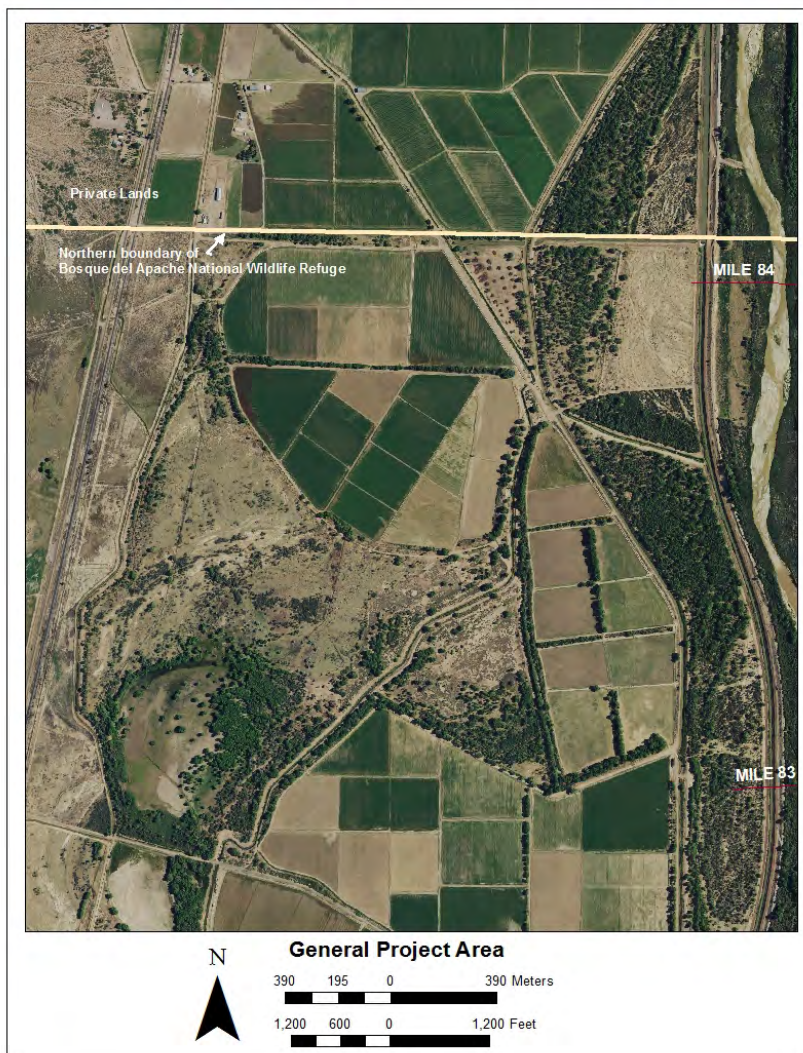 Private Lands
Northern boundary of
Bosque del Apache National Wildlife Refuge
MILE 84
MILE 83
General Project Area
N
390 195 0 390 Meters
1,200 600 0 1,200 Feet